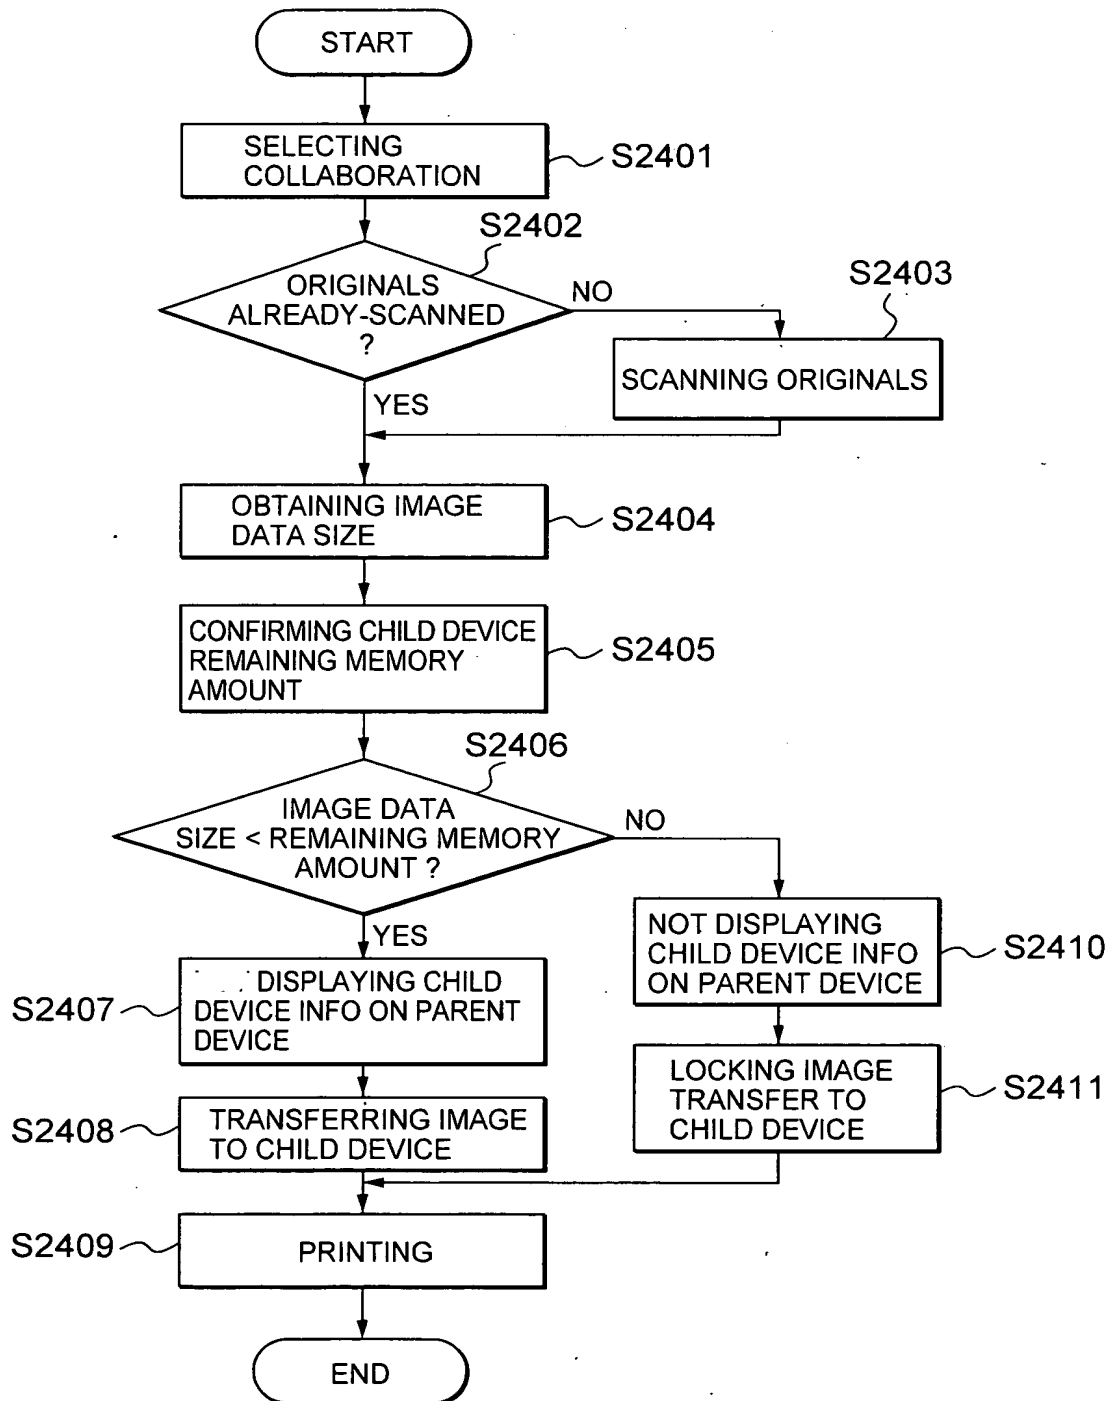 START
SELECTING
COLLABORATION
S2401
S2402
ORIGINALS
ALREADY-SCANNED
?
NO
S2403
SCANNING ORIGINALS
YES
OBTAINING IMAGE
DATA SIZE
S2404
CONFIRMING CHILD DEVICE
REMAINING MEMORY
AMOUNT
S2405
S2406
IMAGE DATA
SIZE < REMAINING MEMORY
AMOUNT ?
NO
YES
NOT DISPLAYING
CHILD DEVICE INFO
ON PARENT DEVICE
S2410
S2407
DISPLAYING CHILD
DEVICE INFO ON PARENT
DEVICE
LOCKING IMAGE
TRANSFER TO
CHILD DEVICE
S2411
S2408
TRANSFERRING IMAGE
TO CHILD DEVICE
S2409
PRINTING
END